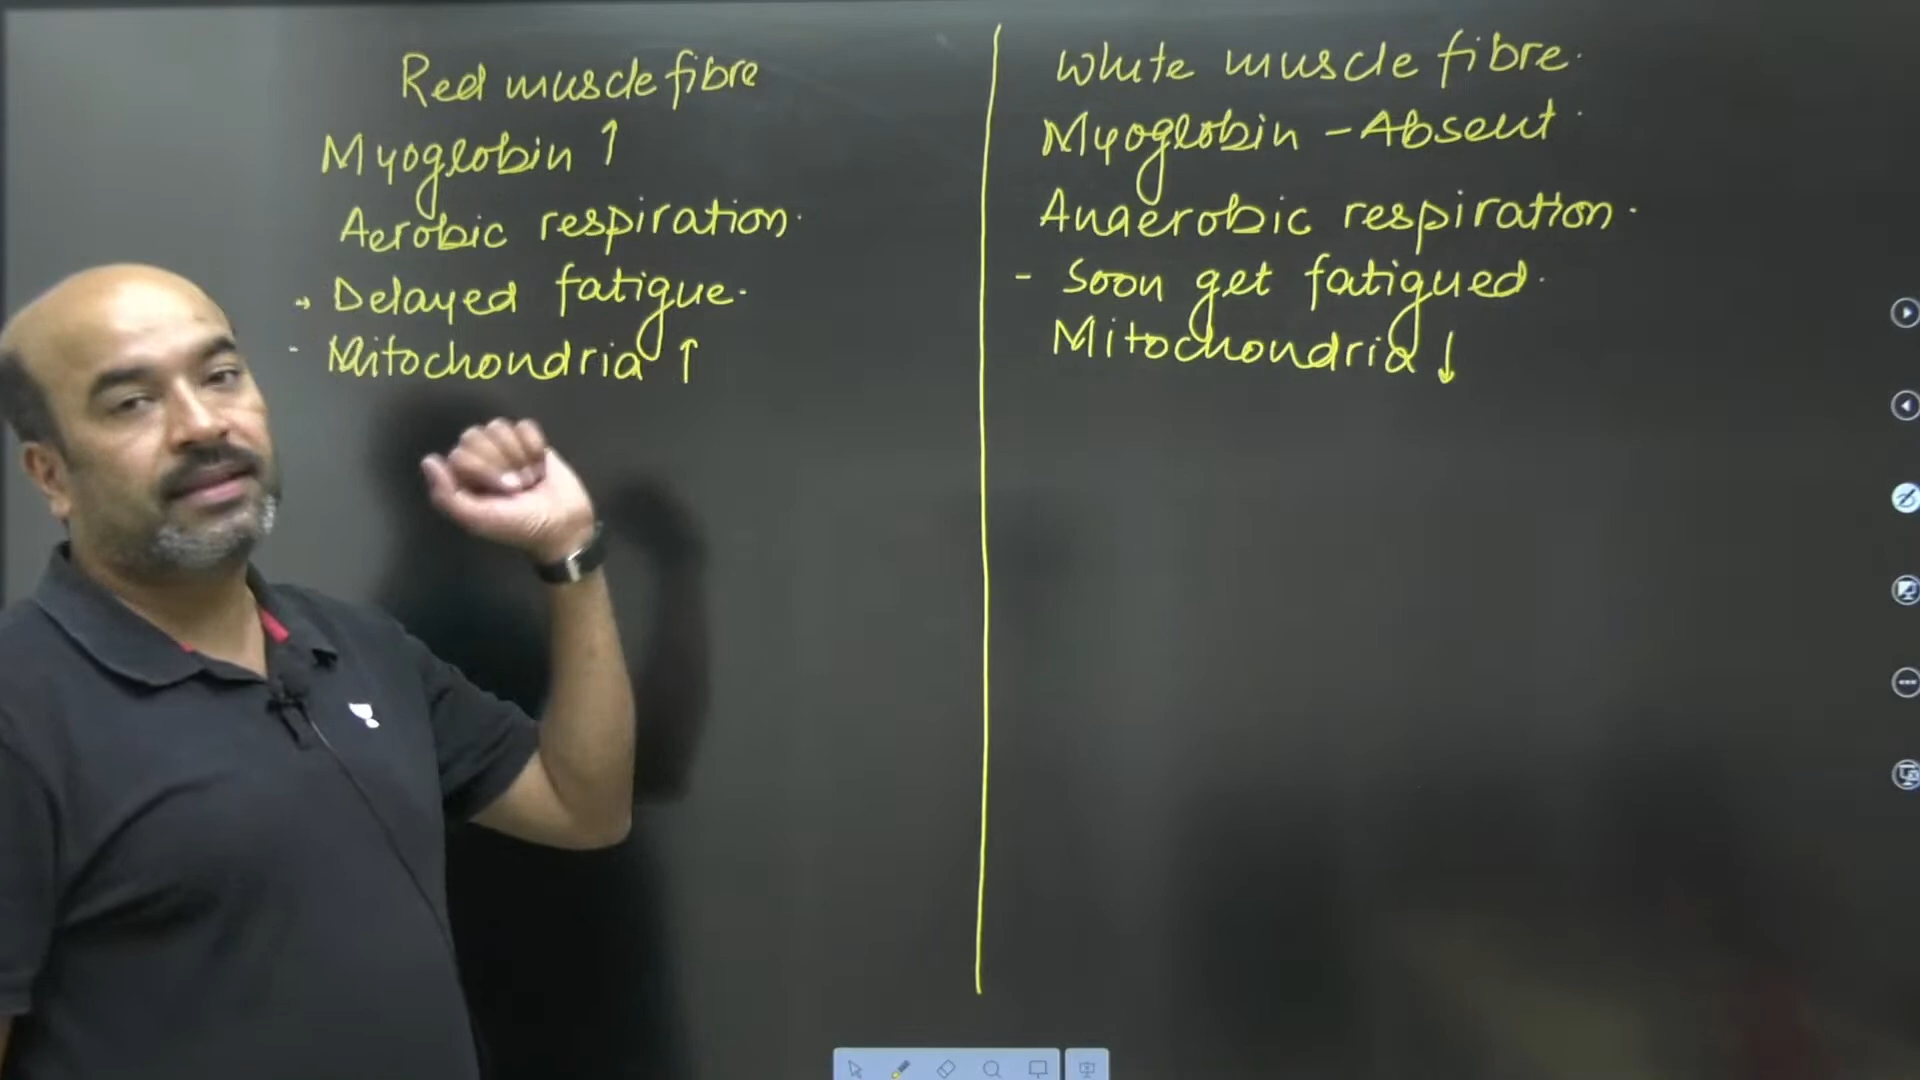 Red muscle fibre
Myoglobin ↑
Aerobic respiration.
→ Delayed fatigue.
- Mitochondria ↑
White muscle fibre.
Myoglobin - Absent
Anaerobic respiration.
- Soon get fatigued.
Mitochondria ↓